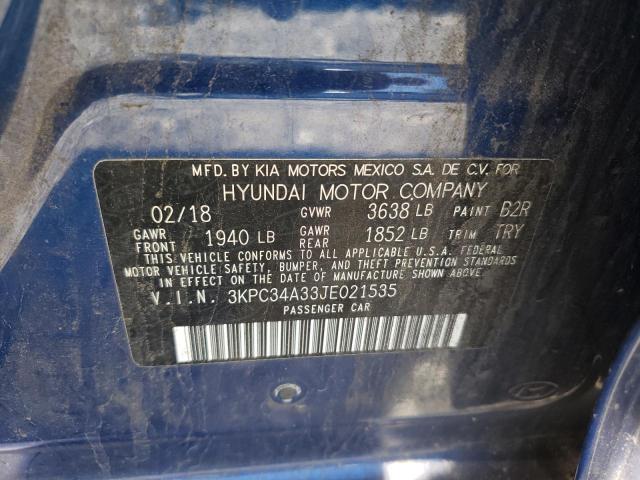 MFD. BY KIA MOTORS MEXICO S.A. DE C.V. FOR
HYUNDAI MOTOR COMPANY
02/18 GVWR 3638 LB PAINT B2R
GAWR FRONT 1940 LB GAWR REAR 1852 LB TRIM TRY
THIS VEHICLE CONFORMS TO ALL APPLICABLE U.S.A. FEDERAL
MOTOR VEHICLE SAFETY, BUMPER, AND THEFT PREVENTION STANDARDS
IN EFFECT ON THE DATE OF MANUFACTURE SHOWN ABOVE.
V.I.N. 3KPC34A33JE021535
PASSENGER CAR